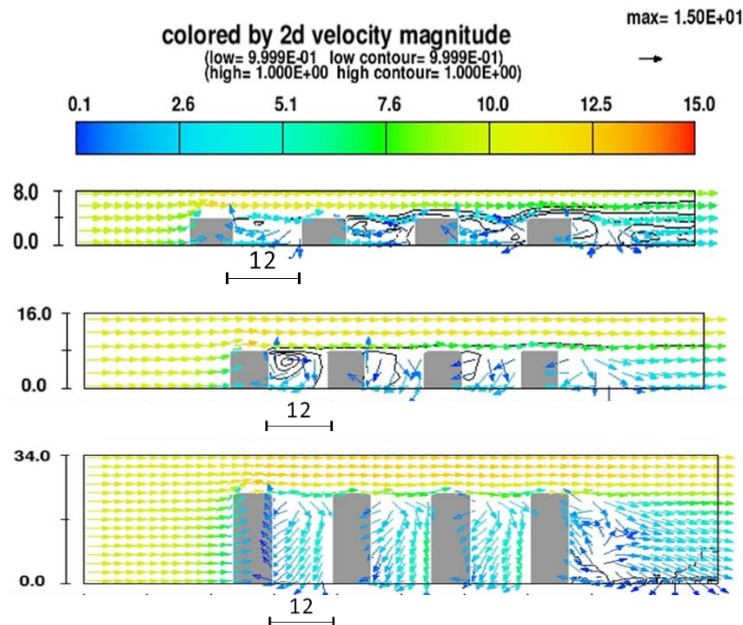 max= 1.50E+01
colored by 2d velocity magnitude
(low= 9.999E-01 low contour= 9.999E-01)
(high= 1.000E+00 high contour= 1.000E+00)
0.1 2.6 5.1 7.6 10.0 12.5 15.0
8.0
0.0
12
16.0
0.0
12
34.0
0.0
12